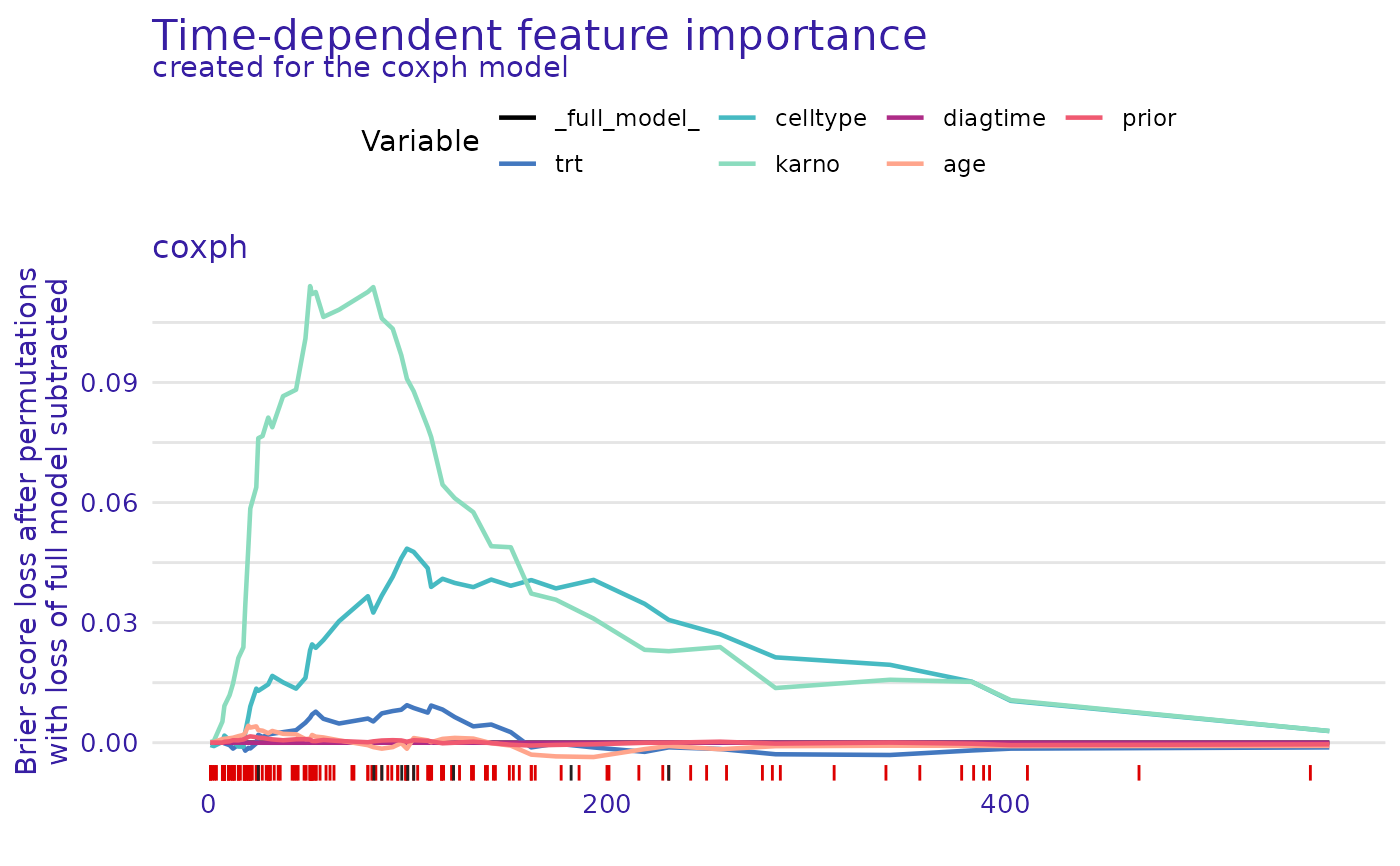 Time-dependent feature importance
created for the coxph model
Variable
_full_model_ celltype diagtime prior
trt karno age
coxph
Brier score loss after permutations
with loss of full model subtracted
0.09
0.06
0.03
0.00
0 200 400